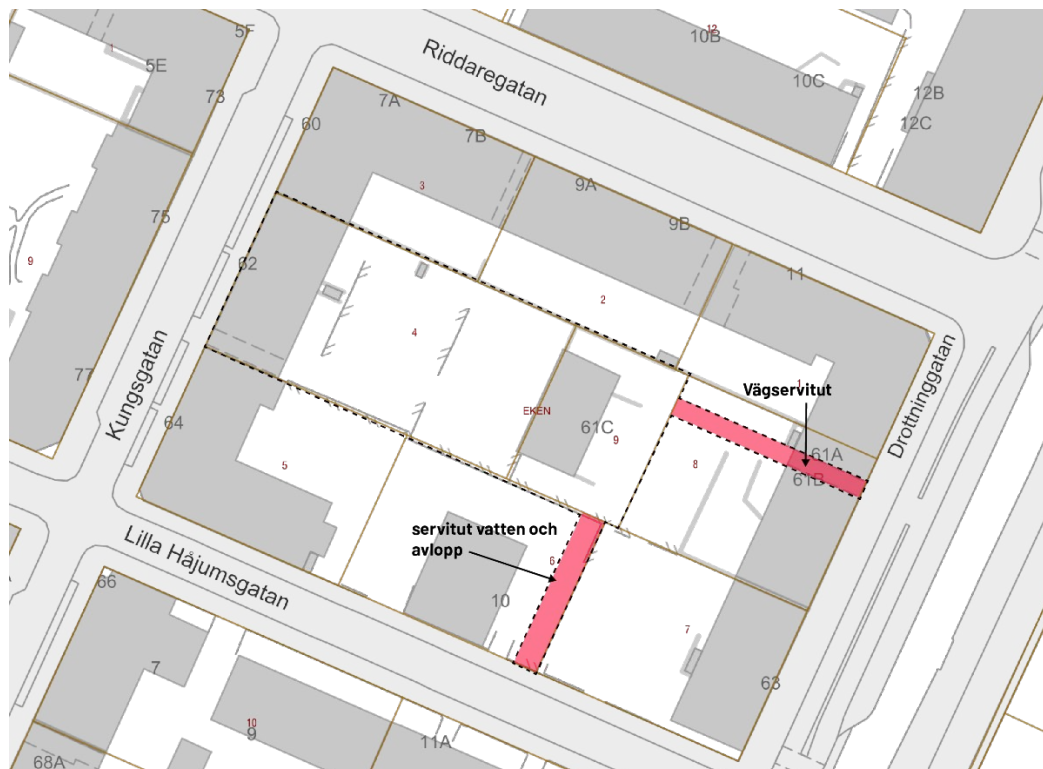 5F
10B
12
1
5E
Riddaregatan
10C
73
12B
7A
60
12C
7B
3
9A
75
9B
9
62
11
2
4
77
Kungsgatan
1
Drottninggatan
Vägservitut
EKEN
61C
64
9
61A
5
8
61B
servitut vatten och
avlopp
Lilla Håjumsgatan
6
66
10
7
7
63
10
9
11A
68A